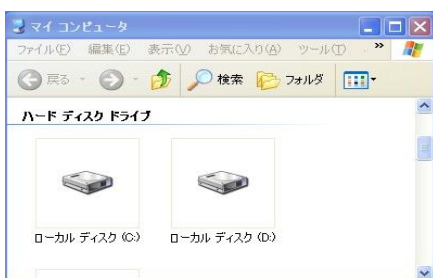 マイ コンピュータ
ファイル(F) 編集(E) 表示(V) お気に入り(A) ツール(T) »
戻る 検索 フォルダ
ハード ディスク ドライブ
ローカル ディスク (C:) ローカル ディスク (D:)